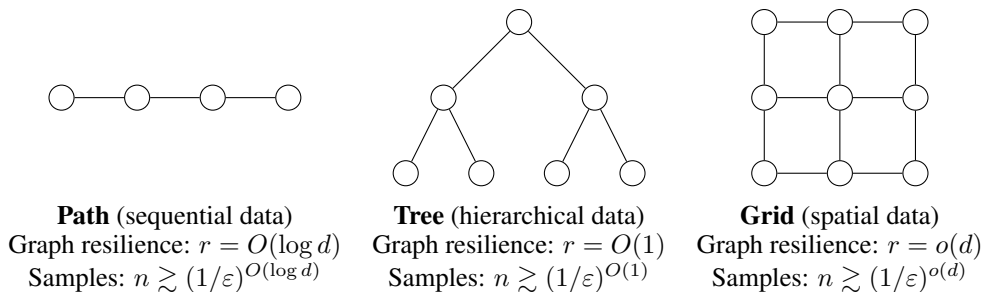 Path (sequential data)
Graph resilience: r = O(log d)
Samples: n ≳ (1/ε)^{O(log d)}
Tree (hierarchical data)
Graph resilience: r = O(1)
Samples: n ≳ (1/ε)^{O(1)}
Grid (spatial data)
Graph resilience: r = o(d)
Samples: n ≳ (1/ε)^{o(d)}